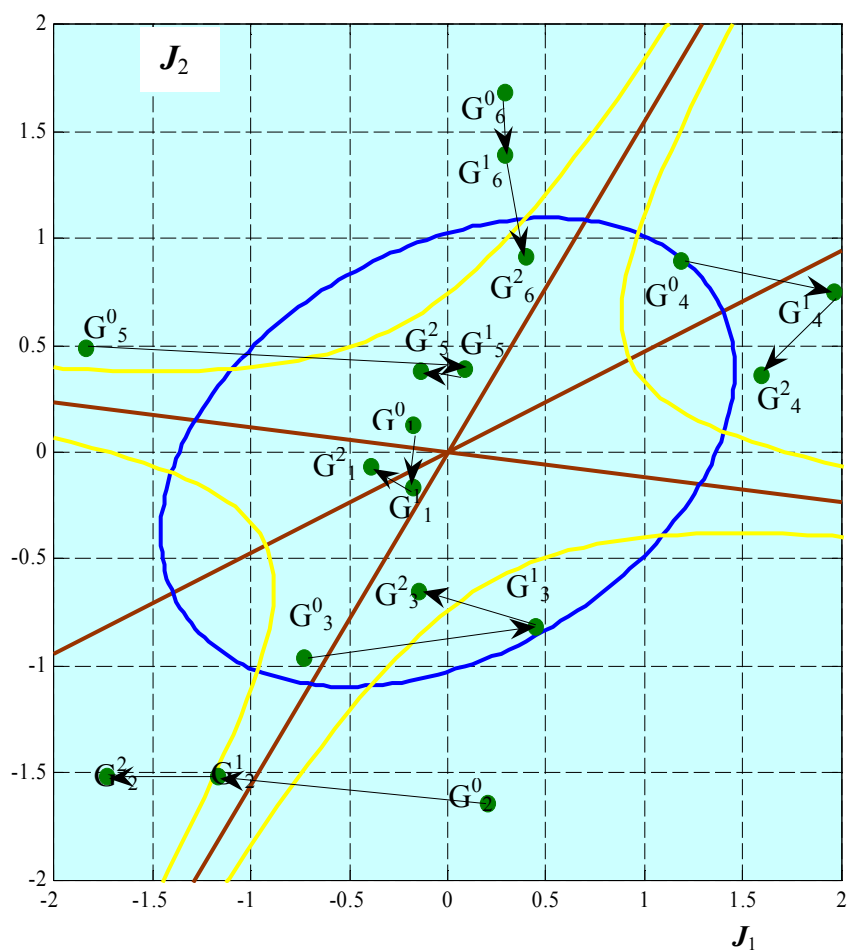 2
J₂
G⁰₆
1.5
G¹₆
1
G²₆
G⁰₄
G¹₄
G⁰₅
G²₅
G¹₅
0.5
G²₄
G⁰₁
0
G²₁
G¹₁
-0.5
G²₃
G¹₃
G⁰₃
-1
-1.5
G²₂
G¹₂
G⁰₂
-2
-2 -1.5 -1 -0.5 0 0.5 1 1.5 2
J₁